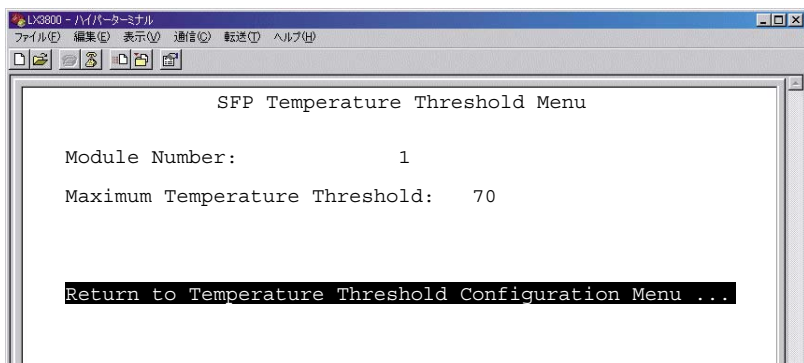 LX3800 - ハイパーターミナル
ファイル(F) 編集(E) 表示(V) 通信(C) 転送(T) ヘルプ(H)
SFP Temperature Threshold Menu
Module Number: 1
Maximum Temperature Threshold: 70
Return to Temperature Threshold Configuration Menu ...